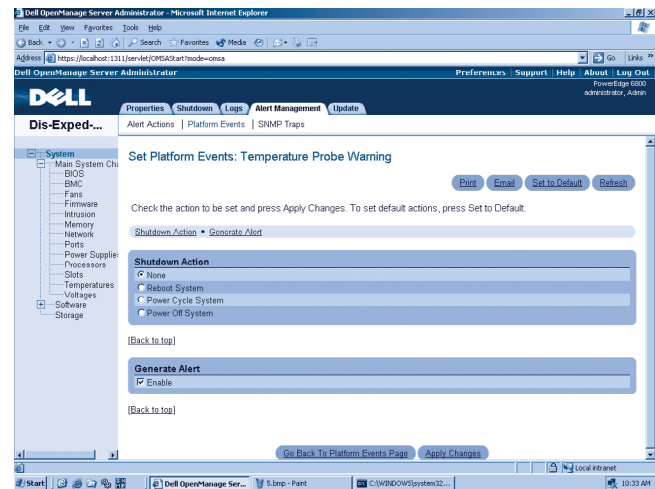 Dell OpenManage Server Administrator - Microsoft Internet Explorer
File Edit View Favorites Tools Help
Back Search Favorites Media
Address https://localhost:1311/servlet/OMSAStart?mode=omsa Go Links »
Dell OpenManage Server Administrator Preferences Support Help About Log Out
DELL
PowerEdge 6800
administrator, Admin
Properties Shutdown Logs Alert Management Update
Dis-Exped-...
Alert Actions | Platform Events | SNMP Traps
System
Main System Cha
BIOS
BMC
Fans
Firmware
Intrusion
Memory
Network
Ports
Power Supplie
Processors
Slots
Temperatures
Voltages
Software
Storage
Set Platform Events: Temperature Probe Warning
Print Email Set to Default Refresh
Check the action to be set and press Apply Changes. To set default actions, press Set to Default.
Shutdown Action • Generate Alert
Shutdown Action
None
Reboot System
Power Cycle System
Power Off System
[Back to top]
Generate Alert
Enable
[Back to top]
Go Back To Platform Events Page Apply Changes
Local intranet
Start Dell OpenManage Ser... 5.bmp - Paint C:\WINDOWS\system32... 10:33 AM